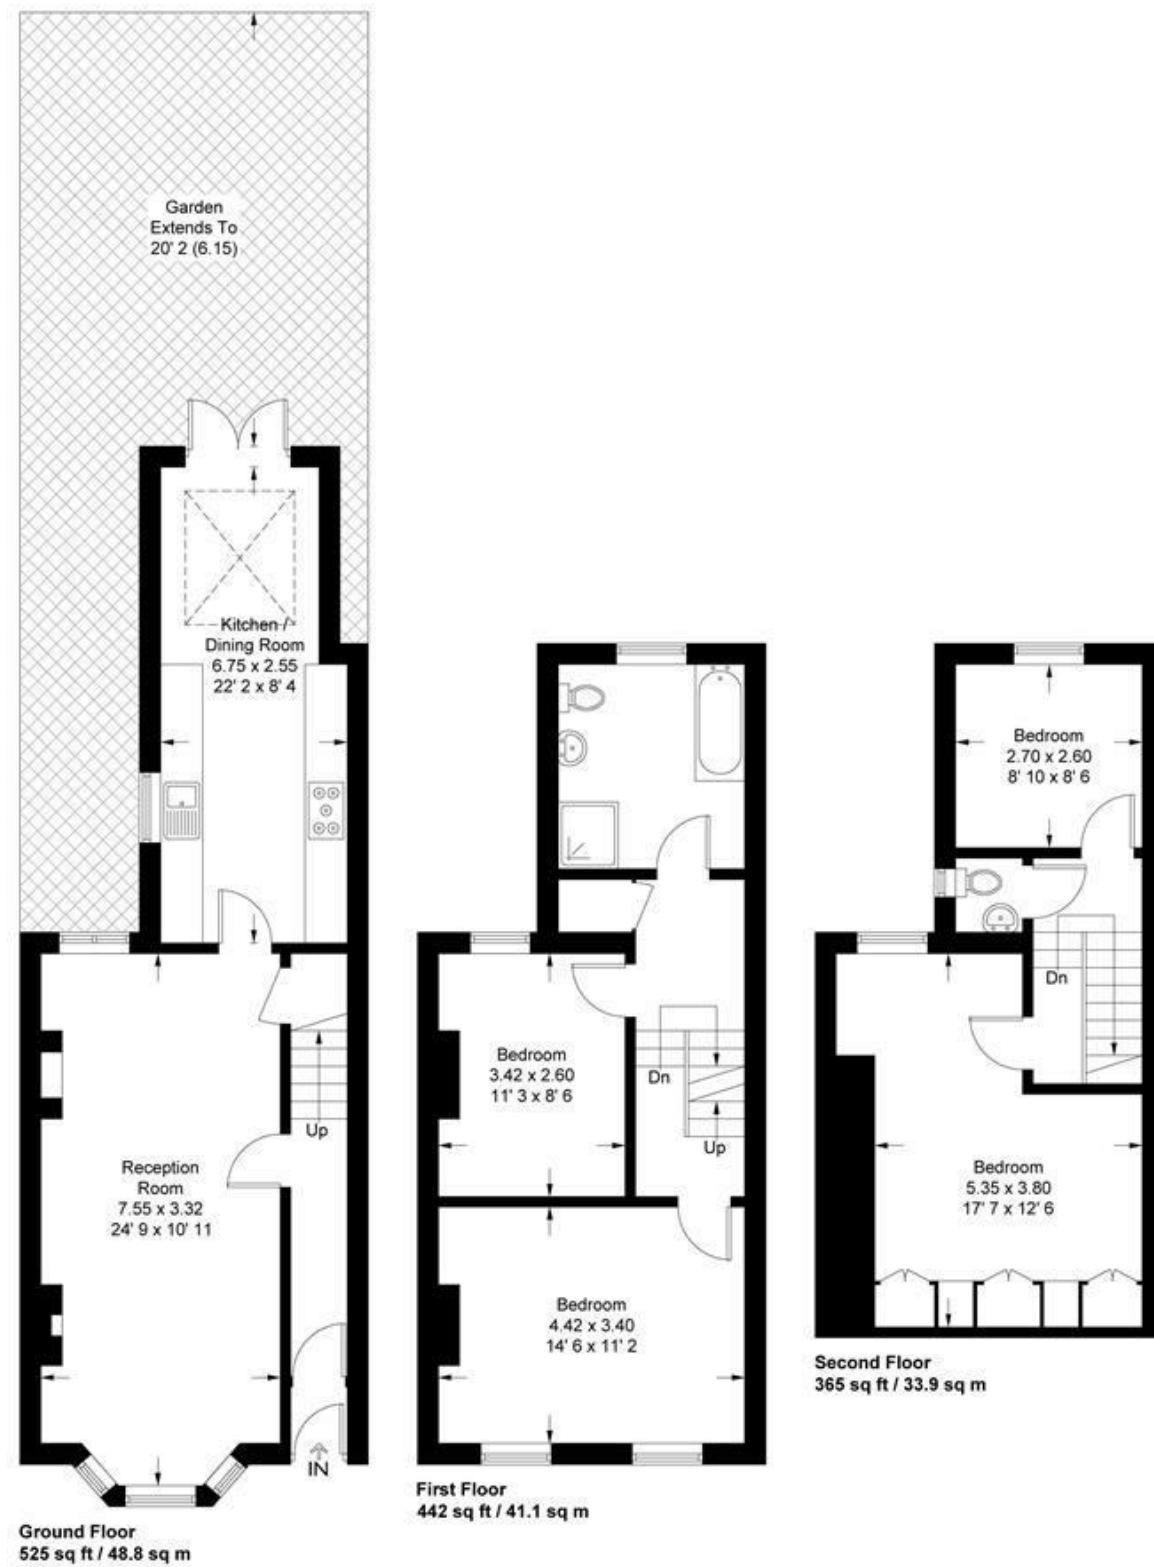 Garden
Extends To
20' 2 (6.15)
Kitchen /
Dining Room
6.75 x 2.55
22' 2 x 8' 4
Up
Reception
Room
7.55 x 3.32
24' 9 x 10' 11
IN
Ground Floor
525 sq ft / 48.8 sq m
Bedroom
3.42 x 2.60
11' 3 x 8' 6
Dn
Up
Bedroom
4.42 x 3.40
14' 6 x 11' 2
First Floor
442 sq ft / 41.1 sq m
Bedroom
2.70 x 2.60
8' 10 x 8' 6
Dn
Bedroom
5.35 x 3.80
17' 7 x 12' 6
Second Floor
365 sq ft / 33.9 sq m